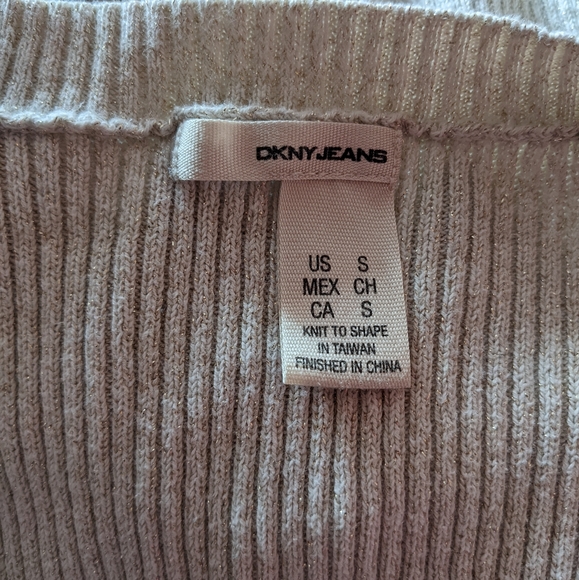 DKNY JEANS
US S
MEX CH
CA S
KNIT TO SHAPE
IN TAIWAN
FINISHED IN CHINA